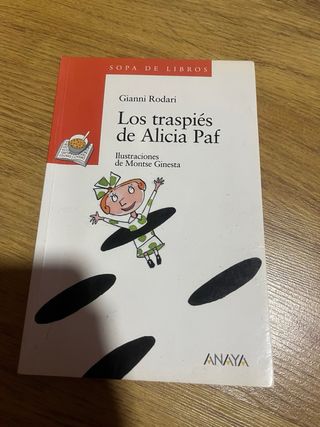 SOPA DE LIBROS
Gianni Rodari
Los traspiés
de Alicia Paf
Ilustraciones
de Montse Ginesta
ANAYA